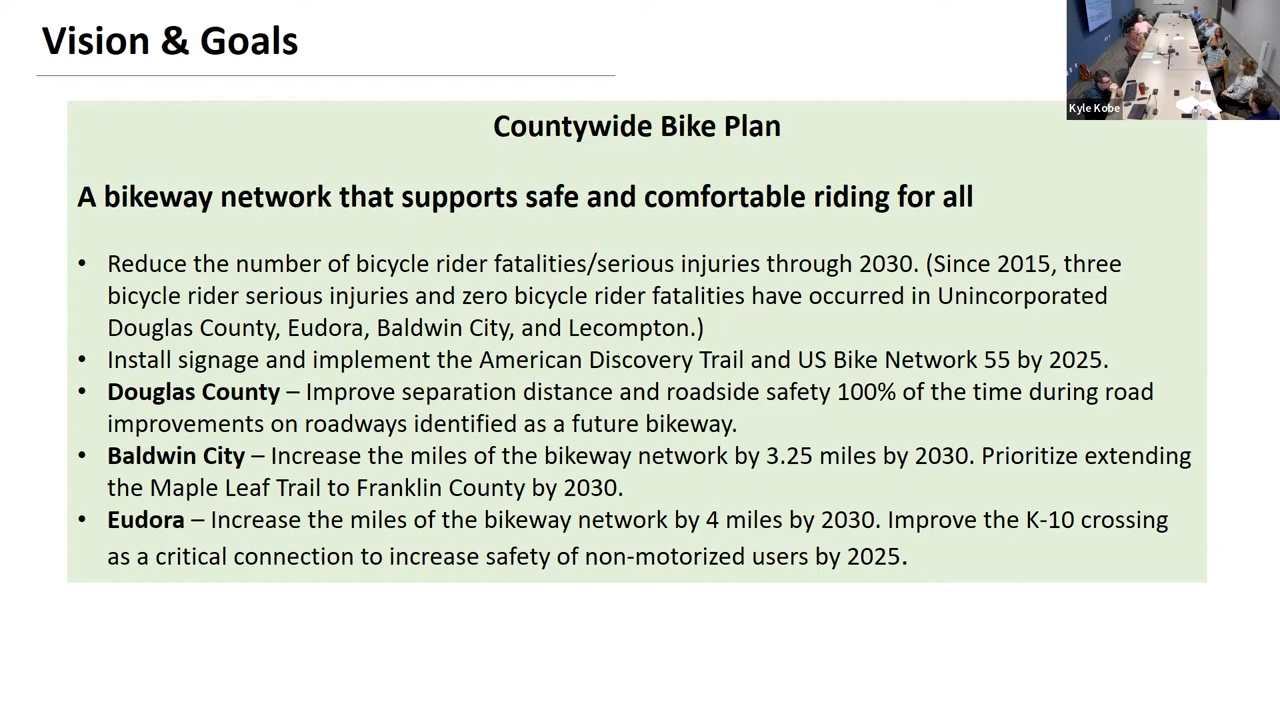 Vision & Goals
Kyle Kobe
Countywide Bike Plan
A bikeway network that supports safe and comfortable riding for all
• Reduce the number of bicycle rider fatalities/serious injuries through 2030. (Since 2015, three
bicycle rider serious injuries and zero bicycle rider fatalities have occurred in Unincorporated
Douglas County, Eudora, Baldwin City, and Lecompton.)
• Install signage and implement the American Discovery Trail and US Bike Network 55 by 2025.
• Douglas County – Improve separation distance and roadside safety 100% of the time during road
improvements on roadways identified as a future bikeway.
• Baldwin City – Increase the miles of the bikeway network by 3.25 miles by 2030. Prioritize extending
the Maple Leaf Trail to Franklin County by 2030.
• Eudora – Increase the miles of the bikeway network by 4 miles by 2030. Improve the K-10 crossing
as a critical connection to increase safety of non-motorized users by 2025.